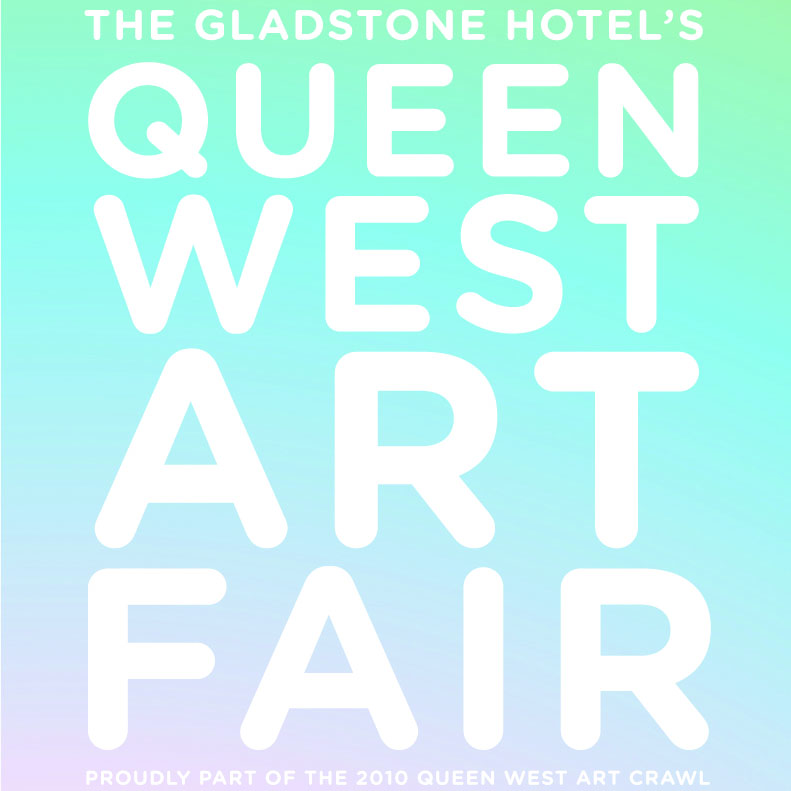 THE GLADSTONE HOTEL'S
QUEEN
WEST
ART
FAIR
PROUDLY PART OF THE 2010 QUEEN WEST ART CRAWL